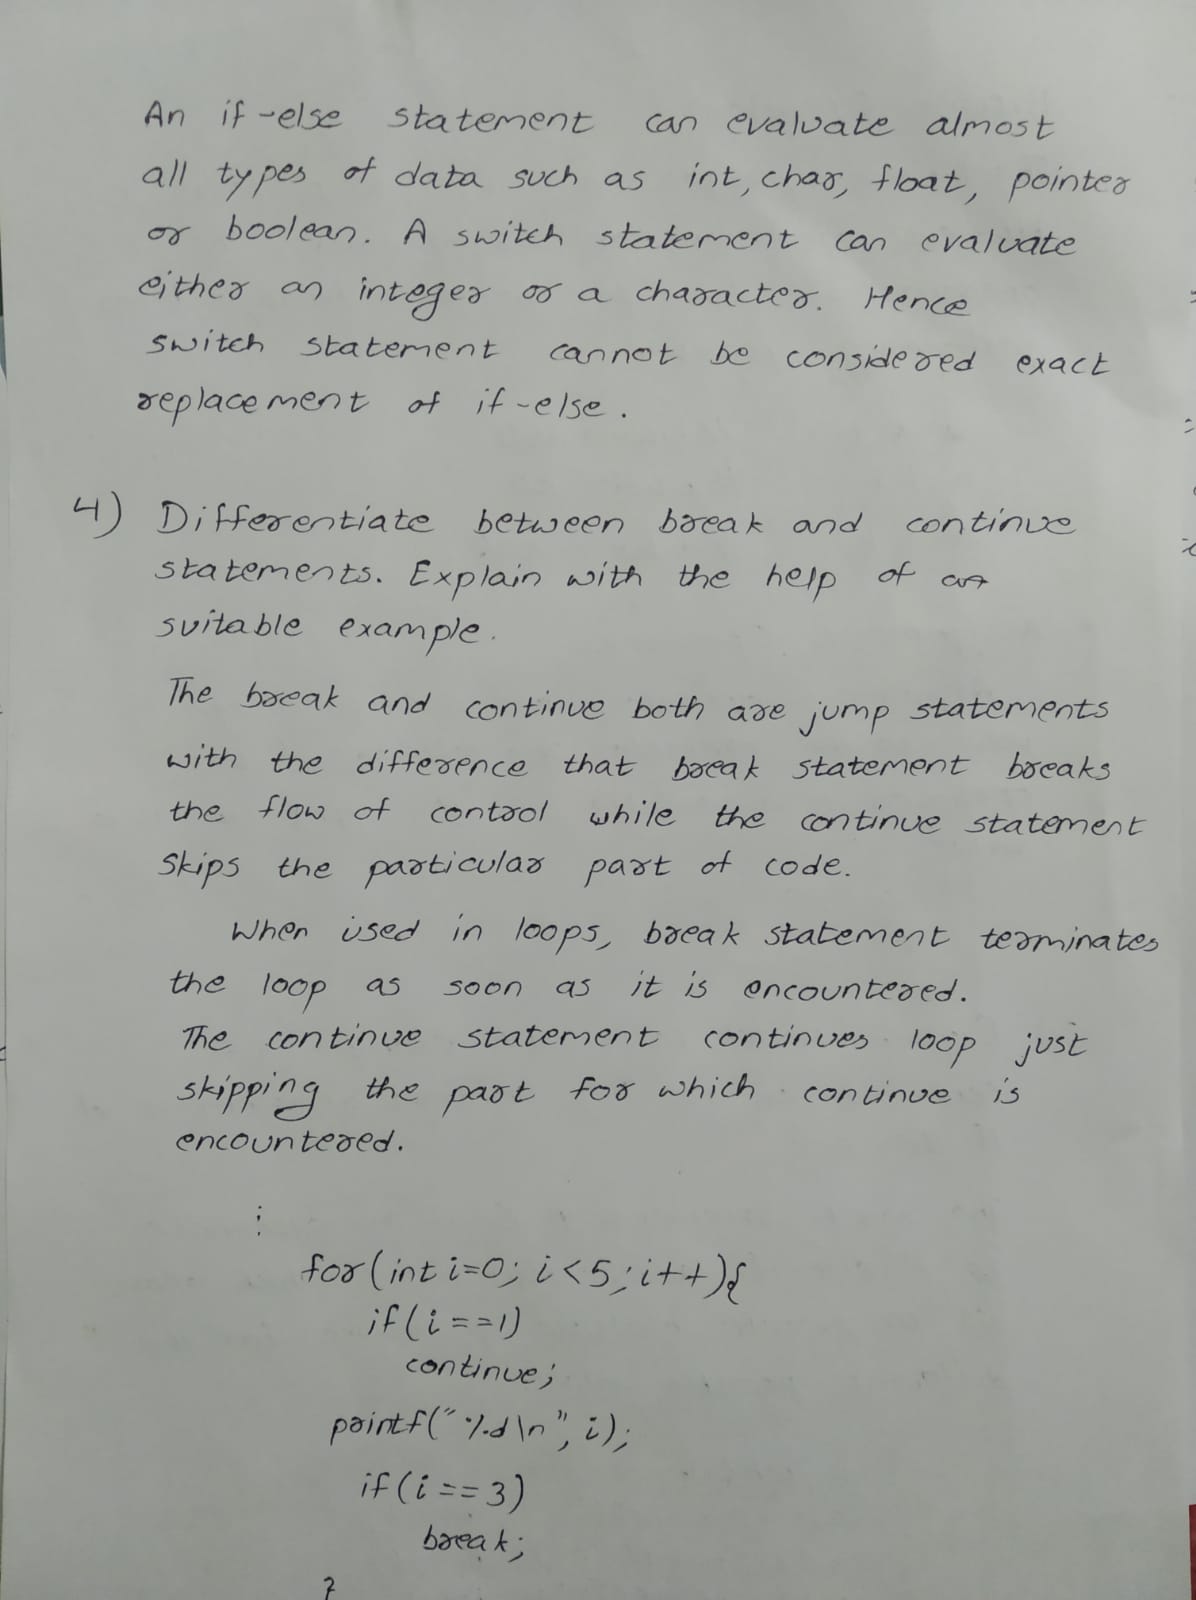 An if-else statement can evaluate almost
all types of data such as int, char, float, pointer
or boolean. A switch statement can evaluate
either an integer or a character. Hence
switch statement cannot be considered exact
replacement of if-else.
4) Differentiate between break and continue
statements. Explain with the help of
suitable example.
The break and continue both are jump statements
with the difference that break statement breaks
the flow of control while the continue statement
skips the particular part of code.
When used in loops, break statement terminates
the loop as soon as it is encountered.
The continue statement continues loop just
skipping the part for which continue is
encountered.
for(int i=0; i<5; i++){
if(i==1)
continue;
printf("%d\n", i);
if(i==3)
break;
}